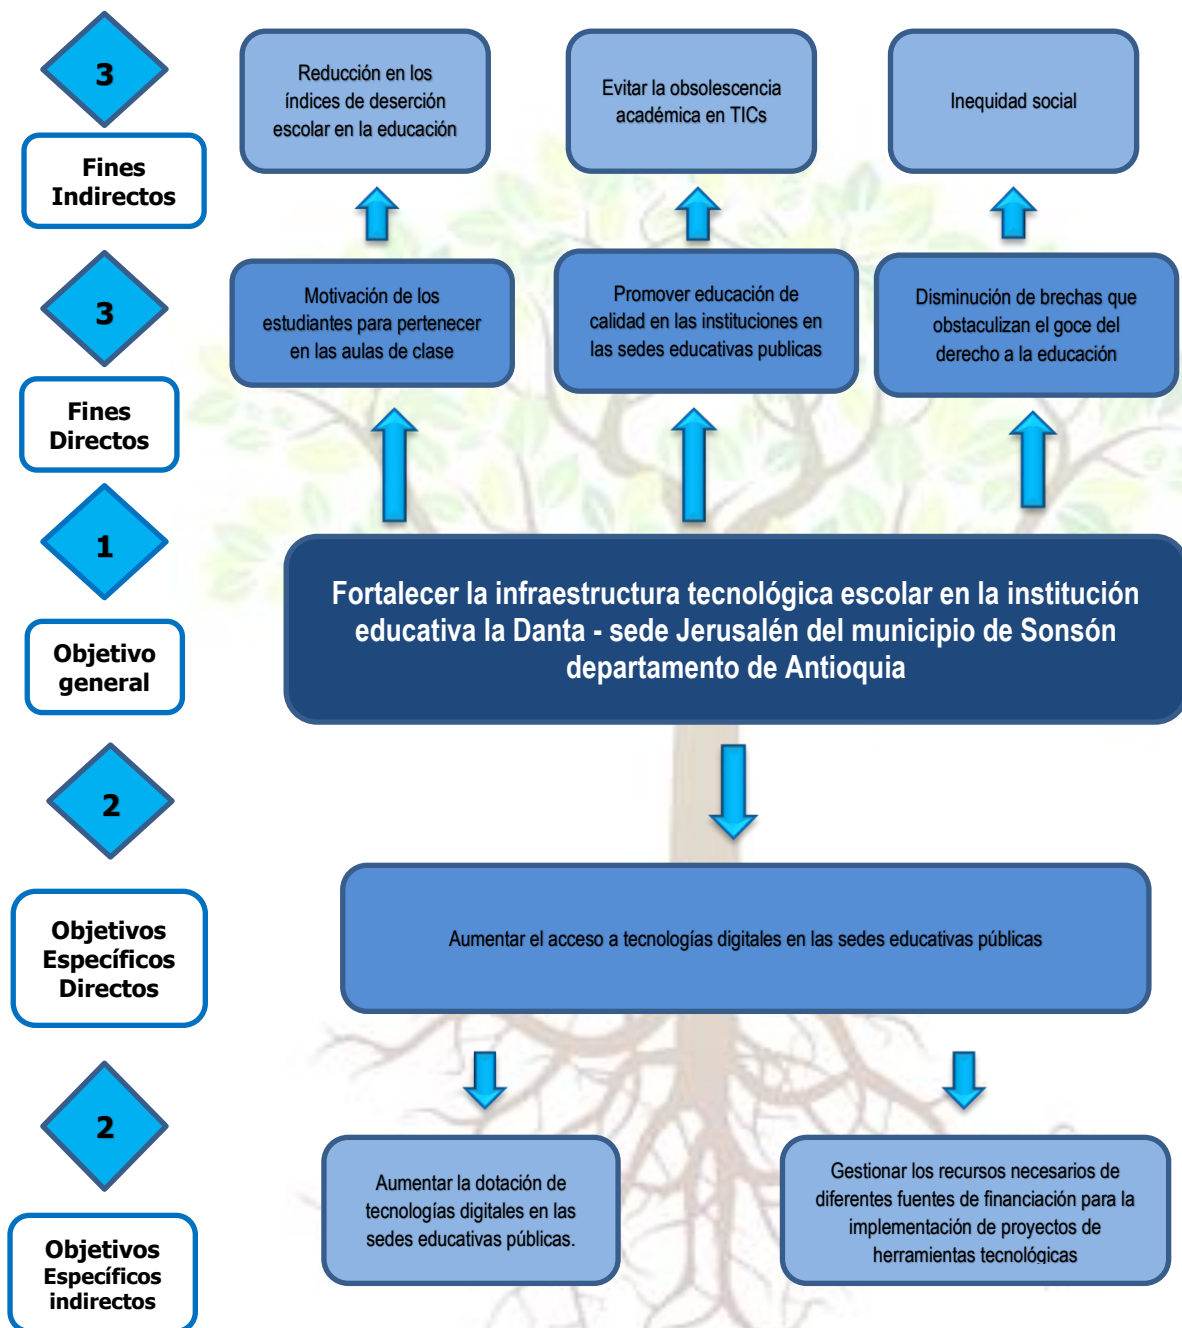 3
Fines
Indirectos
Reducción en los
índices de deserción
escolar en la educación
Evitar la obsolescencia
académica en TICs
Inequidad social
3
Fines
Directos
Motivación de los
estudiantes para pertenecer
en las aulas de clase
Promover educación de
calidad en las instituciones en
las sedes educativas publicas
Disminución de brechas que
obstaculizan el goce del
derecho a la educación
1
Objetivo
general
Fortalecer la infraestructura tecnológica escolar en la institución
educativa la Danta - sede Jerusalén del municipio de Sonsón
departamento de Antioquia
2
Objetivos
Específicos
Directos
Aumentar el acceso a tecnologías digitales en las sedes educativas públicas
2
Objetivos
Específicos
indirectos
Aumentar la dotación de
tecnologías digitales en las
sedes educativas públicas.
Gestionar los recursos necesarios de
diferentes fuentes de financiación para la
implementación de proyectos de
herramientas tecnológicas